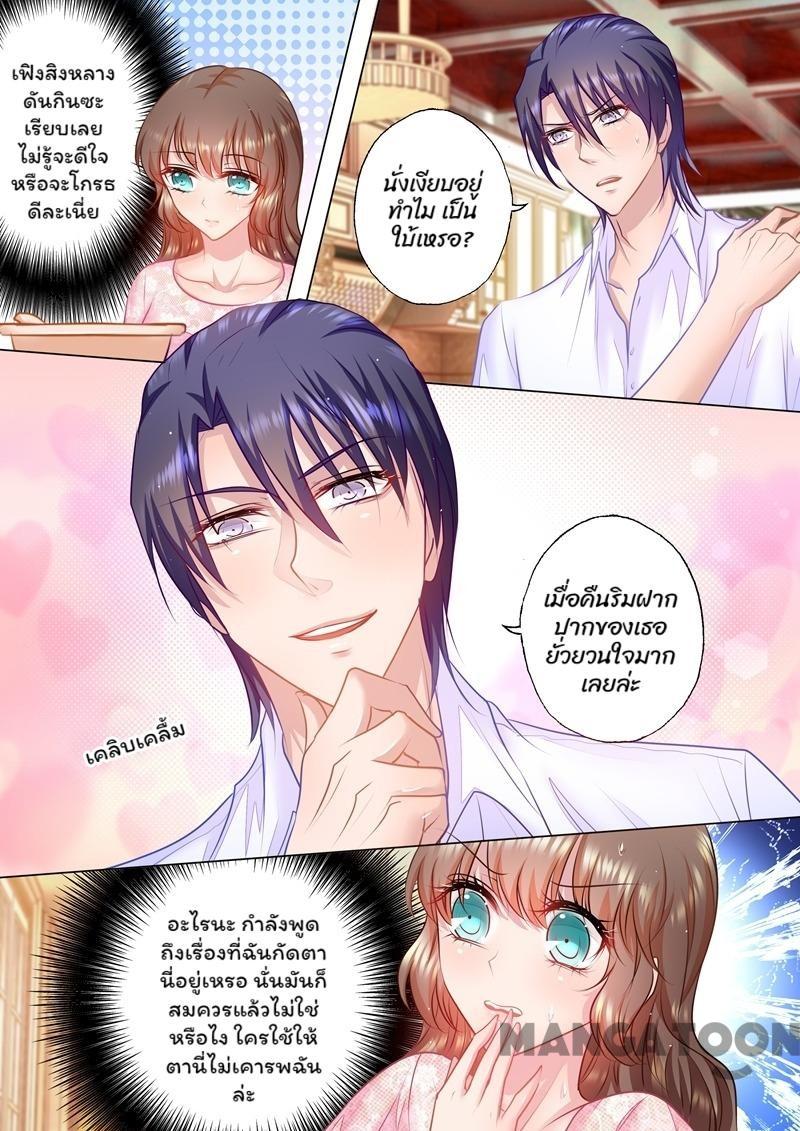 เฟิงสิงหลาง
ดันกินซะ
เรียบเลย
ไม่รู้จะดีใจ
หรือจะโกรธ
ดีละเนี่ย
นั่งเงียบอยู่
ทำไม เป็น
ใบ้เหรอ?
เมื่อคืนริมฝาก
ปากของเธอ
ยั่วยวนใจมาก
เลยล่ะ
เคลิบเคลิ้ม
อะไรนะ กำลังพูด
ถึงเรื่องที่ฉันกัดตา
นี่อยู่เหรอ นั่นมันก็
สมควรแล้วไม่ใช่
หรือไง ใครใช้ให้
ตานี่ไม่เคารพฉัน
ล่ะ
MANGATOON